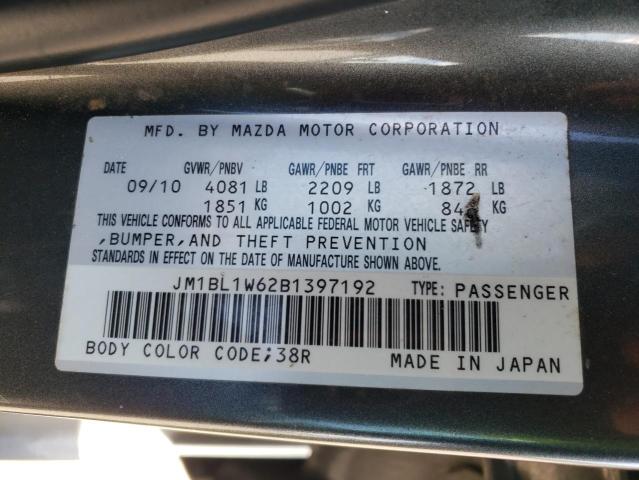 MFD. BY MAZDA MOTOR CORPORATION
DATE GVWR/PNBV GAWR/PNBE FRT GAWR/PNBE RR
09/10 4081 LB 2209 LB 1872 LB
1851 KG 1002 KG KG
THIS VEHICLE CONFORMS TO ALL APPLICABLE FEDERAL MOTOR VEHICLE SAFETY
,BUMPER,AND THEFT PREVENTION
STANDARDS IN EFFECT ON THE DATE OF MANUFACTURE SHOWN ABOVE.
JM1BL1W62B1397192 TYPE: PASSENGER
BODY COLOR CODE;38R MADE IN JAPAN